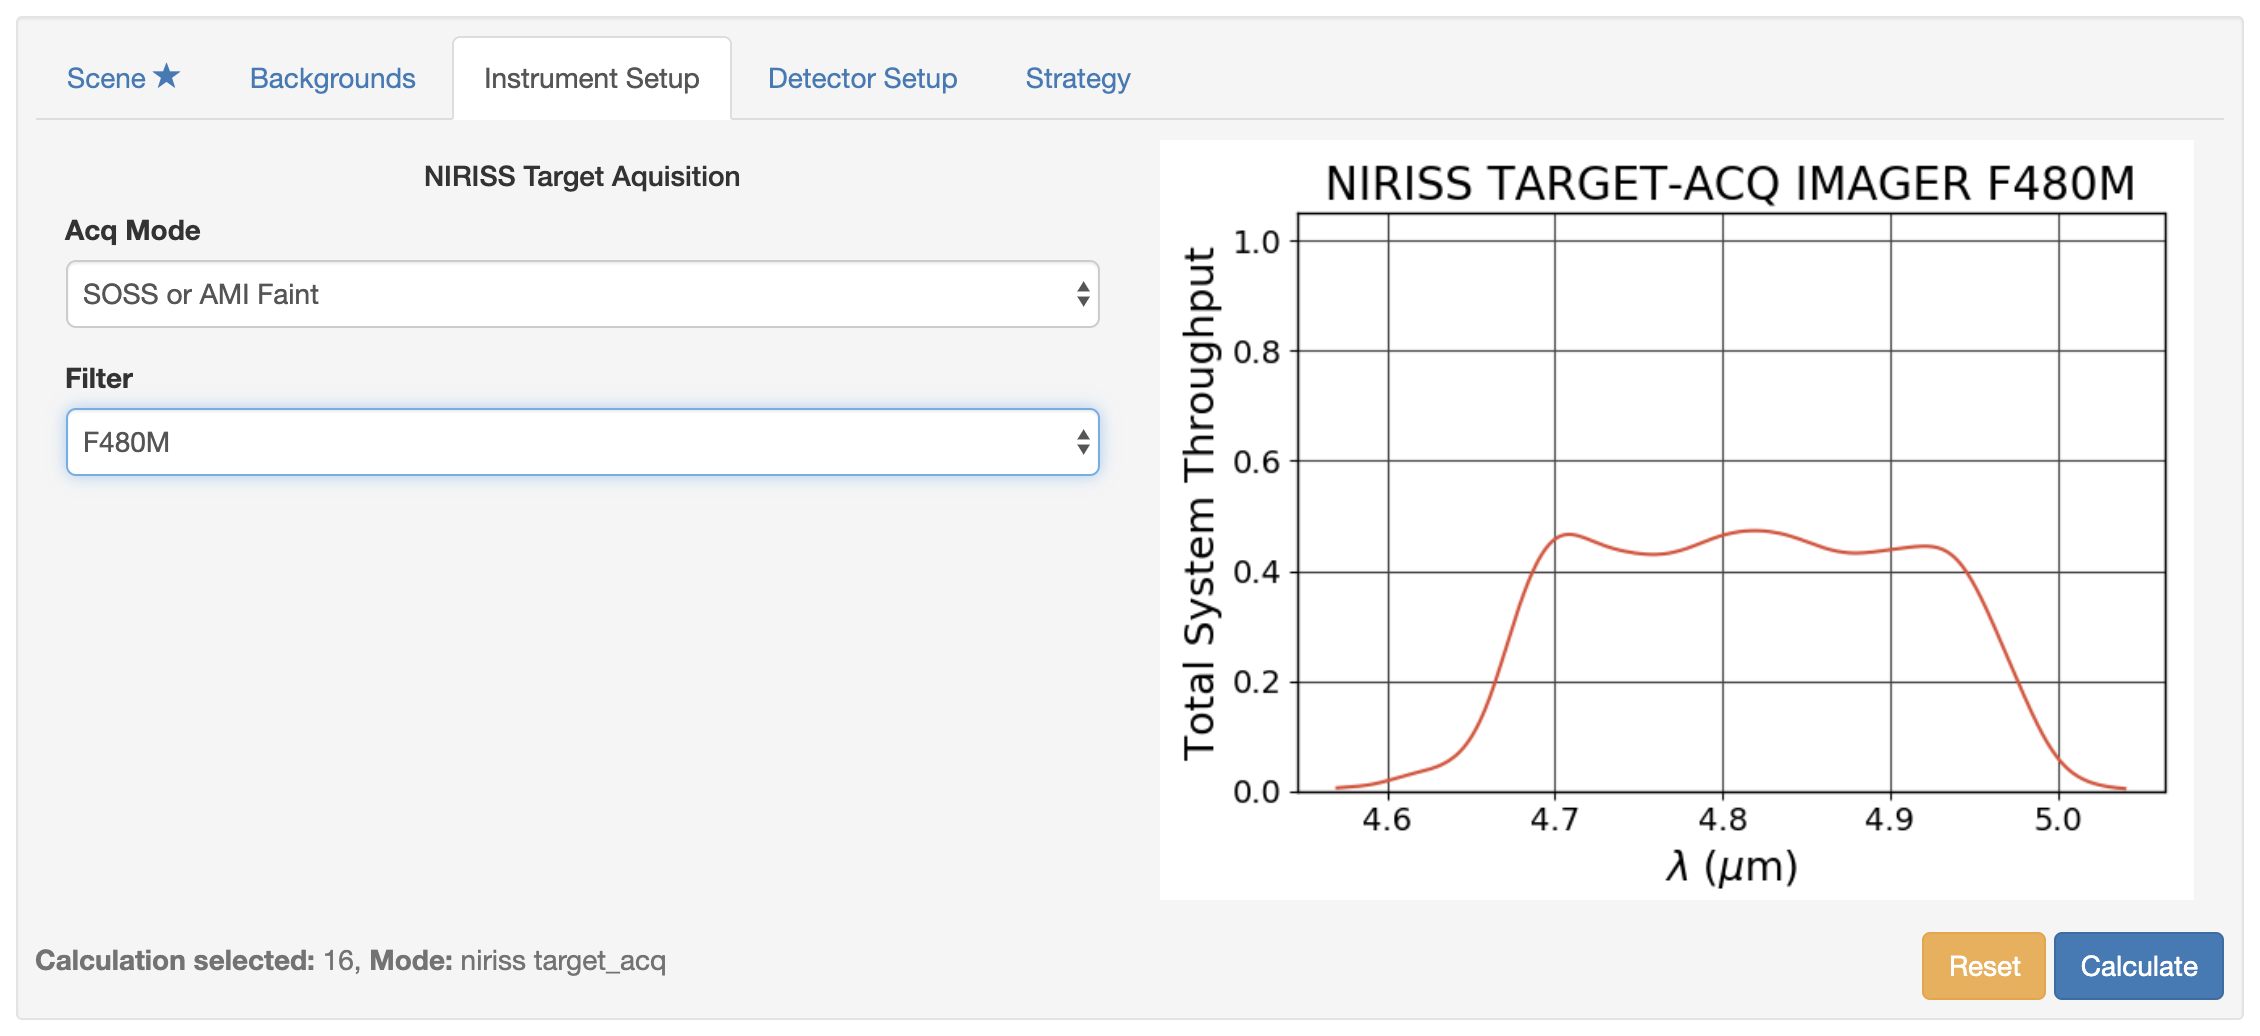 Scene ★ Backgrounds Instrument Setup Detector Setup Strategy
NIRISS Target Aquisition
Acq Mode
SOSS or AMI Faint
Filter
F480M
NIRISS TARGET-ACQ IMAGER F480M
Total System Throughput
1.0
0.8
0.6
0.4
0.2
0.0
4.6 4.7 4.8 4.9 5.0
λ (μm)
Calculation selected: 16, Mode: niriss target_acq
Reset Calculate